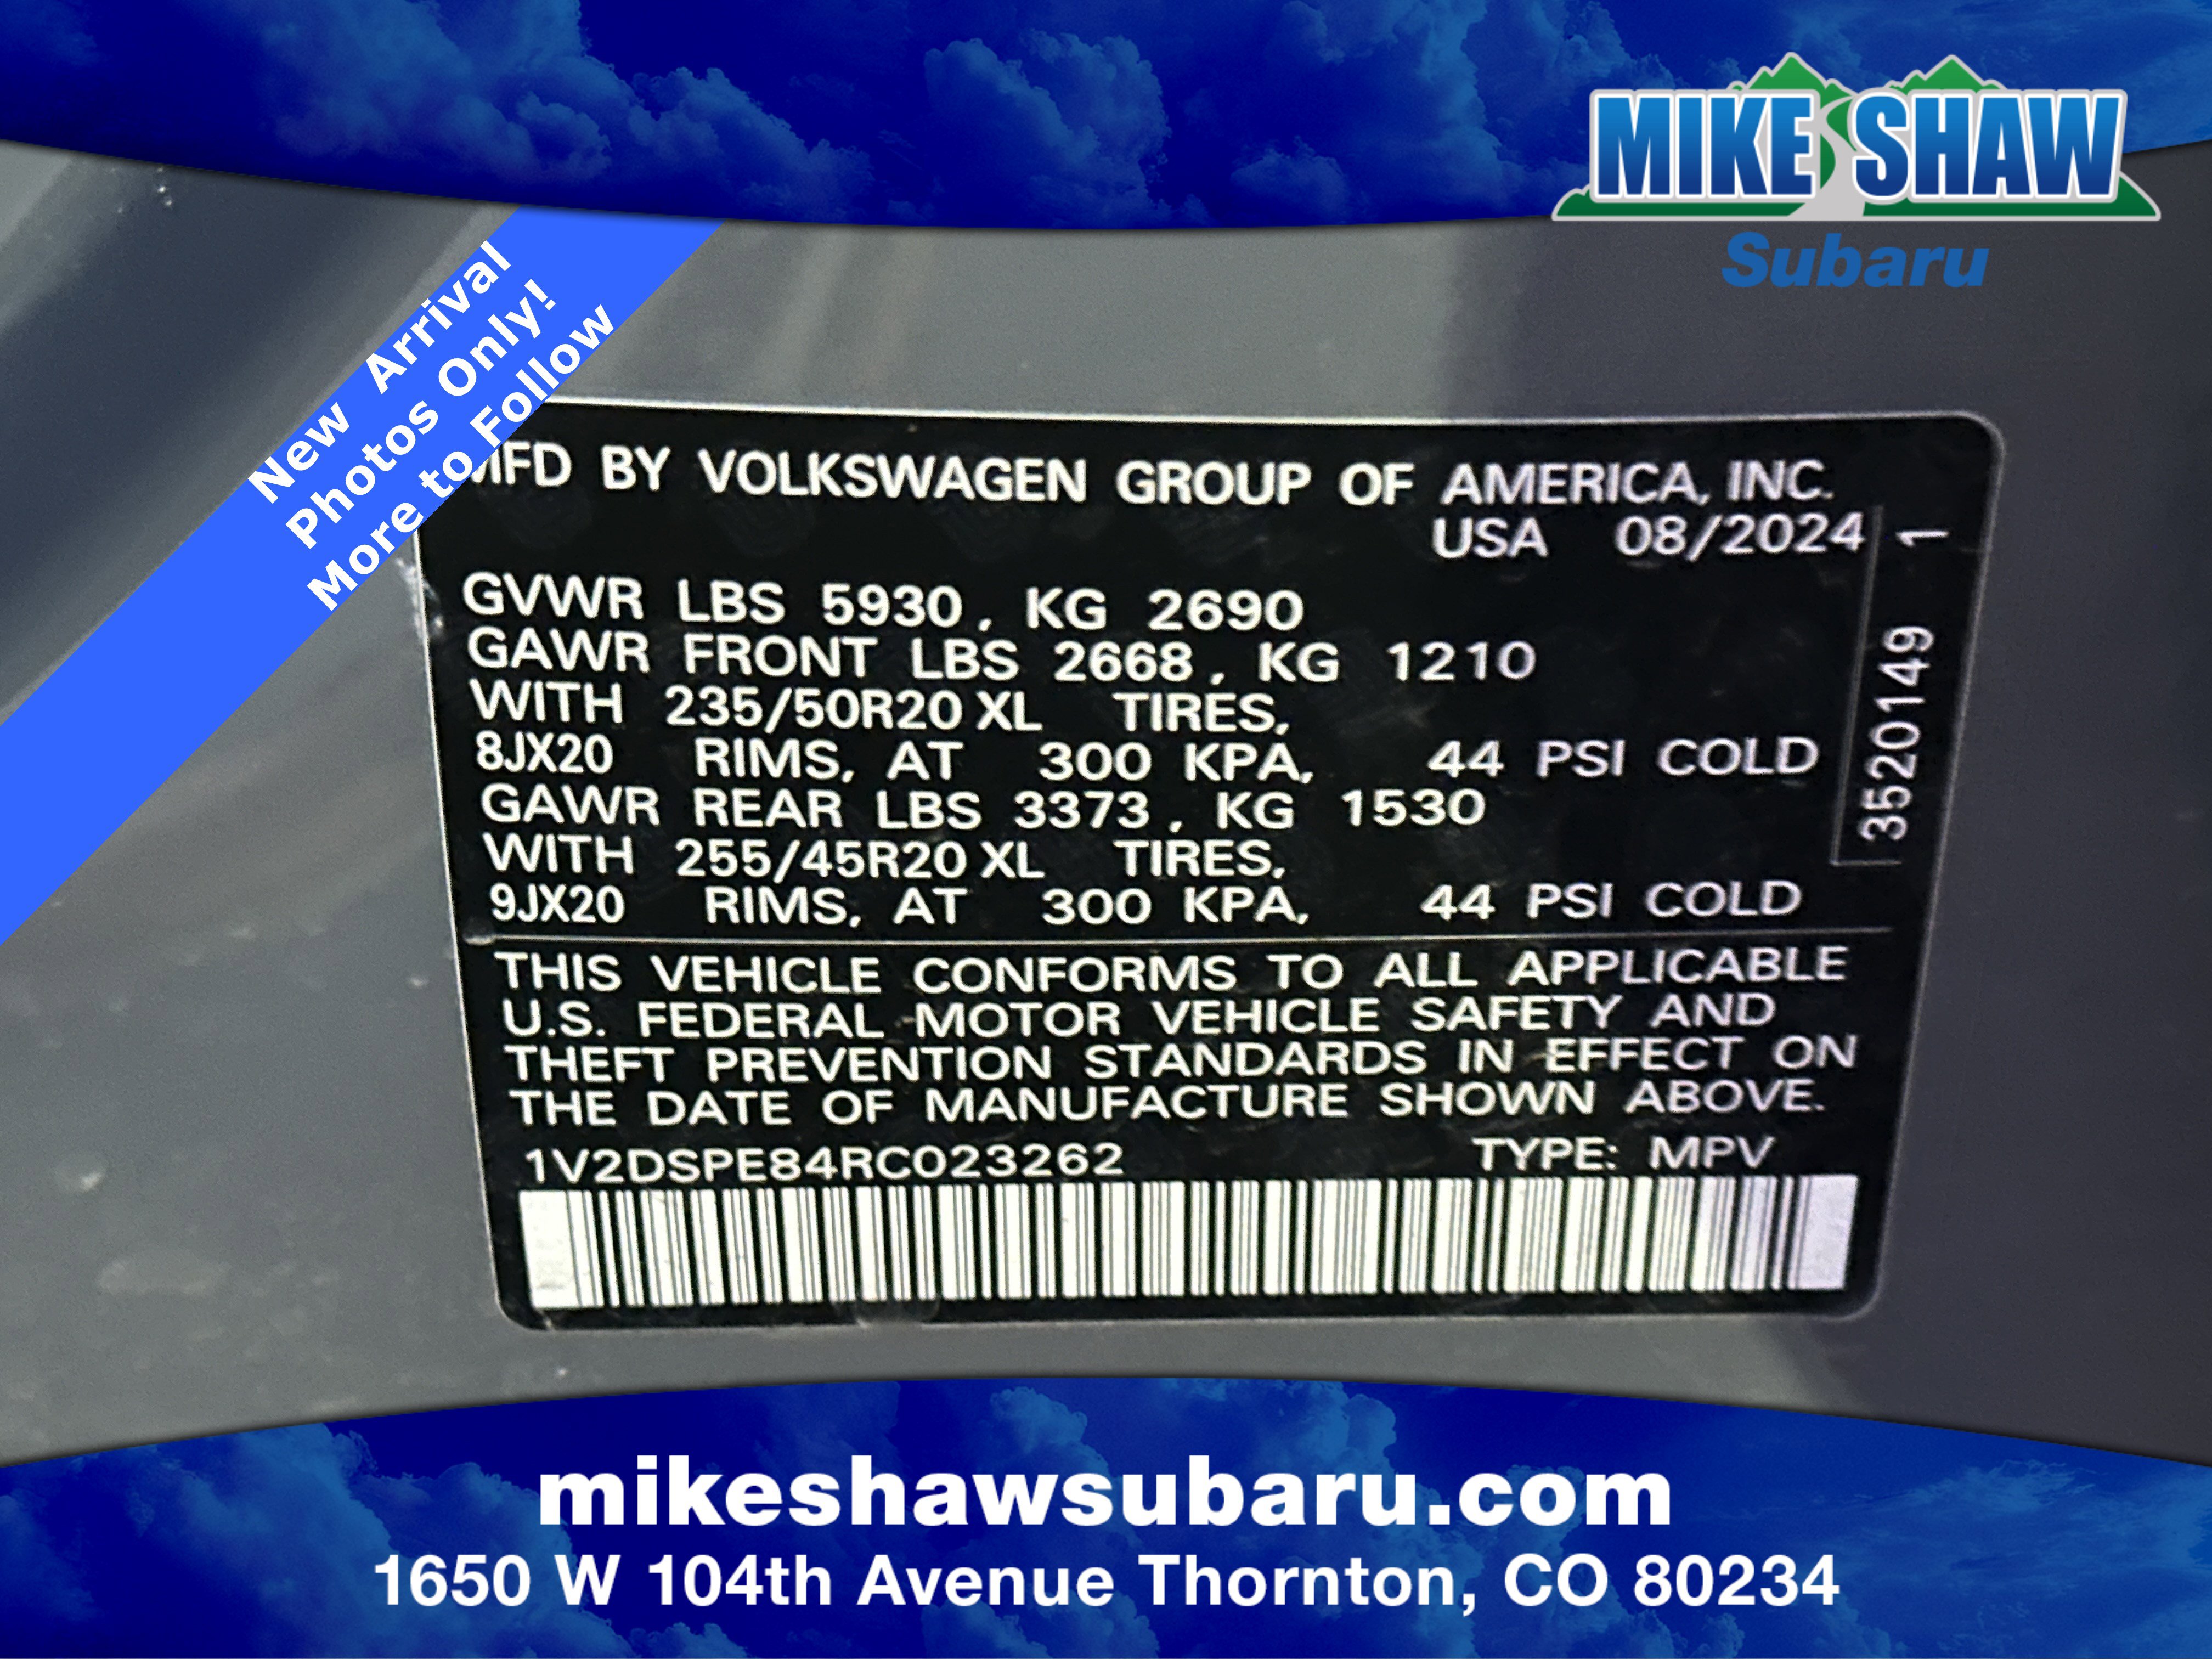 MIKE SHAW
Subaru
New Arrival
Photos Only!
More to Follow
MFD BY VOLKSWAGEN GROUP OF AMERICA, INC.
USA 08/2024
GVWR LBS 5930, KG 2690
GAWR FRONT LBS 2668, KG 1210
WITH 235/50R20 XL TIRES,
8JX20 RIMS, AT 300 KPA, 44 PSI COLD
GAWR REAR LBS 3373, KG 1530
WITH 255/45R20 XL TIRES,
9JX20 RIMS, AT 300 KPA, 44 PSI COLD
3520149 1
THIS VEHICLE CONFORMS TO ALL APPLICABLE
U.S. FEDERAL MOTOR VEHICLE SAFETY AND
THEFT PREVENTION STANDARDS IN EFFECT ON
THE DATE OF MANUFACTURE SHOWN ABOVE.
1V2DSPE84RC023262 TYPE: MPV
mikeshawsubaru.com
1650 W 104th Avenue Thornton, CO 80234